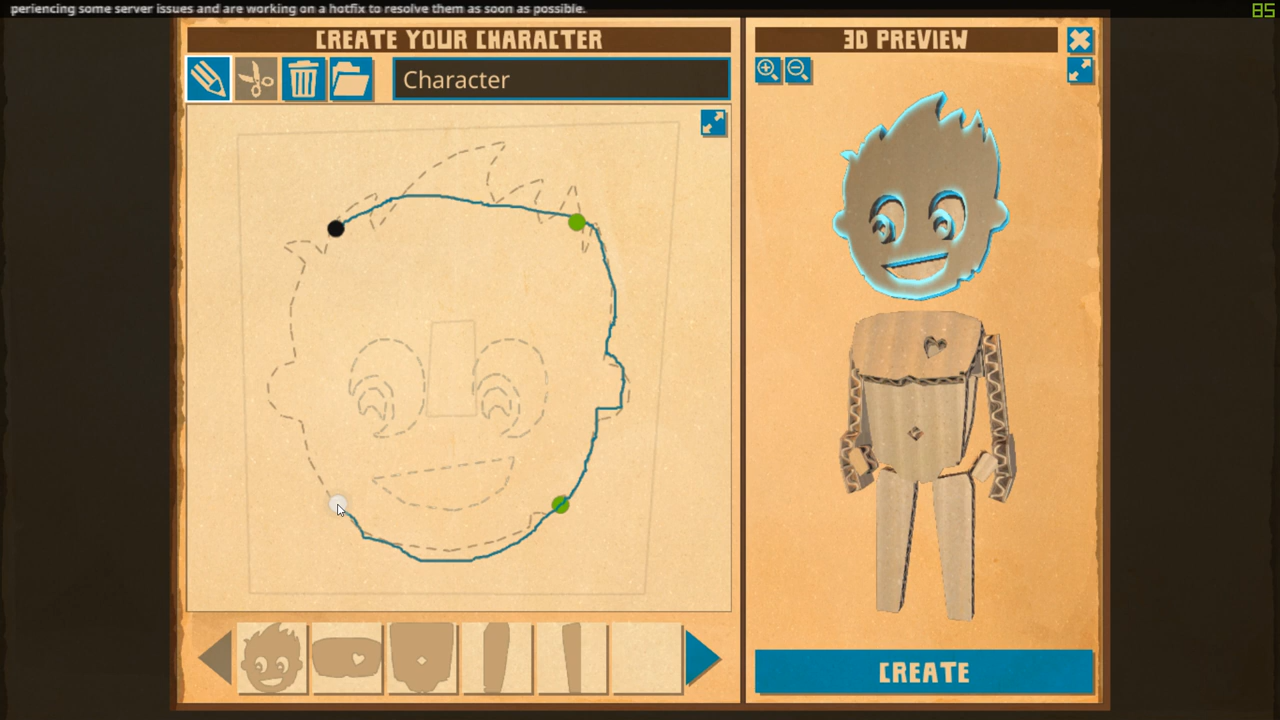 periencing some server issues and are working on a hotfix to resolve them as soon as possible.
85
CREATE YOUR CHARACTER
3D PREVIEW
Character
CREATE